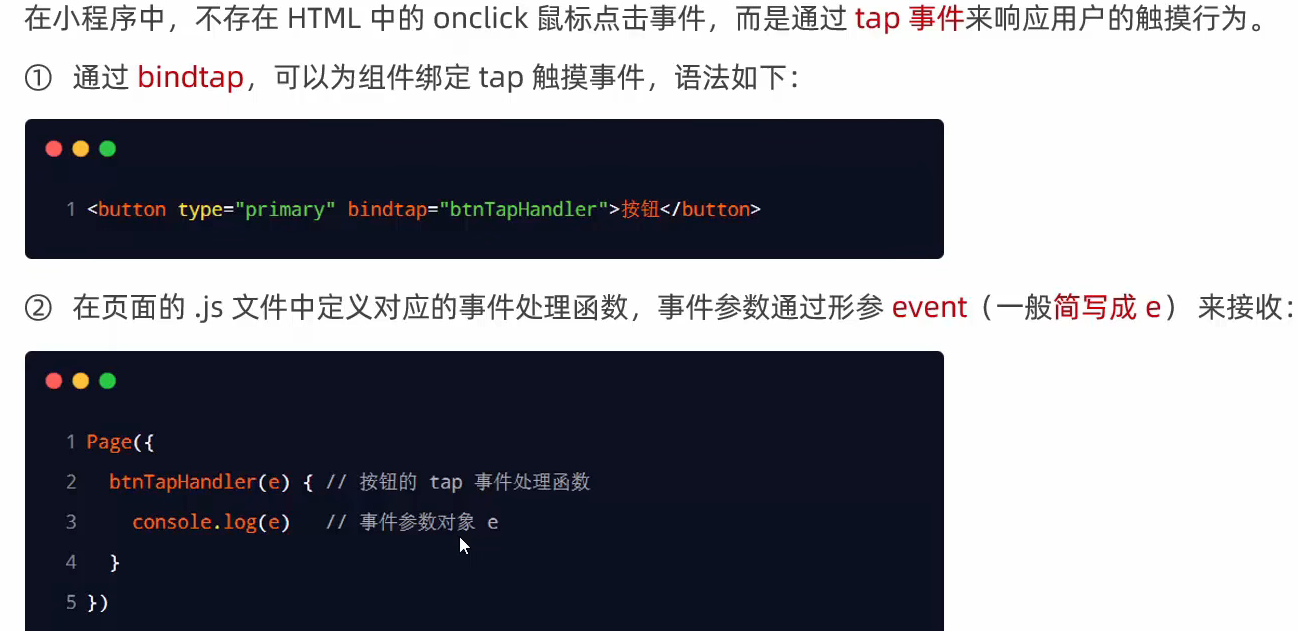 在小程序中，不存在 HTML 中的 onclick 鼠标点击事件，而是通过 tap 事件来响应用户的触摸行为。
① 通过 bindtap，可以为组件绑定 tap 触摸事件，语法如下：
1 <button type="primary" bindtap="btnTapHandler">按钮</button>
② 在页面的 .js 文件中定义对应的事件处理函数，事件参数通过形参 event（一般简写成 e） 来接收：
1 Page({
2   btnTapHandler(e) { // 按钮的 tap 事件处理函数
3     console.log(e)   // 事件参数对象 e
4   }
5 })